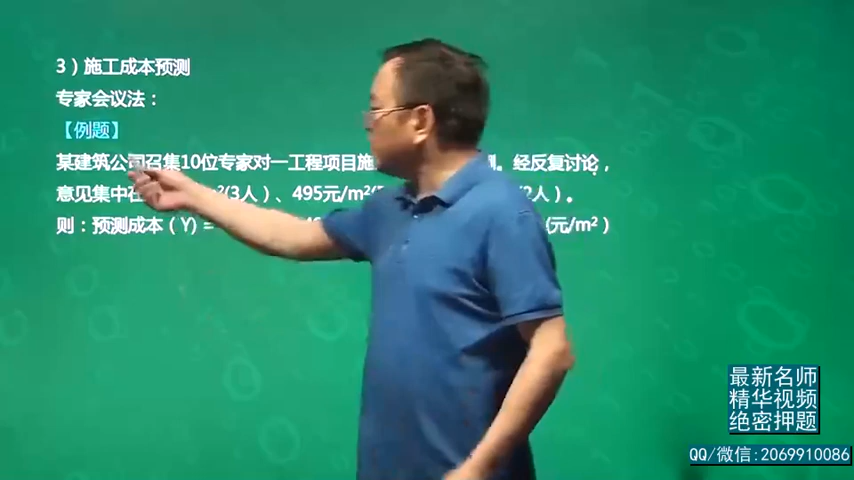 3）施工成本预测
专家会议法：
【例题】
某建筑公司召集10位专家对一工程项目施 。经反复讨论，
意见集中在 (3人）、495元/m² 2人）。
则：预测成本（Y）= (元/m²）
最新名师
精华视频
绝密押题
QQ/微信:2069910086